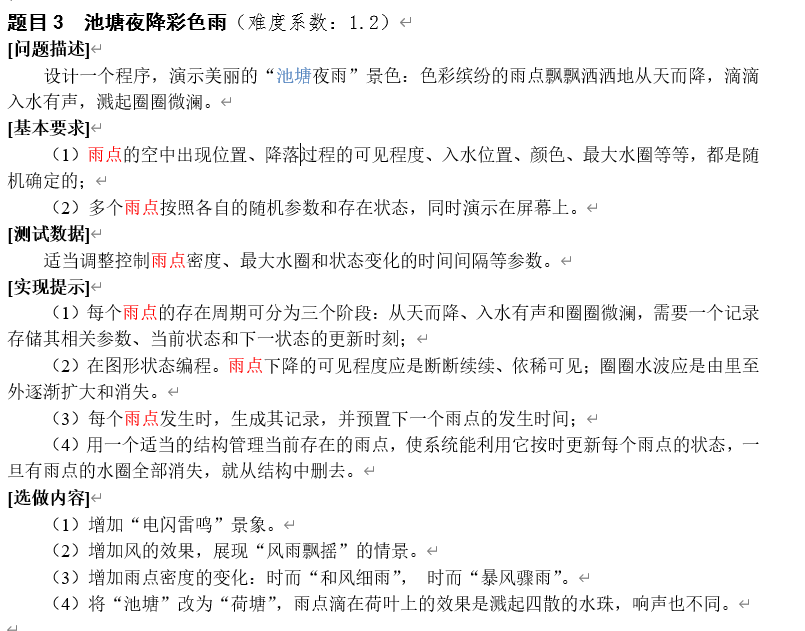 题目3 池塘夜降彩色雨（难度系数：1.2）
[问题描述]
设计一个程序，演示美丽的“池塘夜雨”景色：色彩缤纷的雨点飘飘洒洒地从天而降，滴滴
入水有声，溅起圈圈微澜。
[基本要求]
（1）雨点的空中出现位置、降落过程的可见程度、入水位置、颜色、最大水圈等等，都是随
机确定的；
（2）多个雨点按照各自的随机参数和存在状态，同时演示在屏幕上。
[测试数据]
适当调整控制雨点密度、最大水圈和状态变化的时间间隔等参数。
[实现提示]
（1）每个雨点的存在周期可分为三个阶段：从天而降、入水有声和圈圈微澜，需要一个记录
存储其相关参数、当前状态和下一状态的更新时刻；
（2）在图形状态编程。雨点下降的可见程度应是断断续续、依稀可见；圈圈水波应是由里至
外逐渐扩大和消失。
（3）每个雨点发生时，生成其记录，并预置下一个雨点的发生时间；
（4）用一个适当的结构管理当前存在的雨点，使系统能利用它按时更新每个雨点的状态，一
旦有雨点的水圈全部消失，就从结构中删去。
[选做内容]
（1）增加“电闪雷鸣”景象。
（2）增加风的效果，展现“风雨飘摇”的情景。
（3）增加雨点密度的变化：时而“和风细雨”， 时而“暴风骤雨”。
（4）将“池塘”改为“荷塘”，雨点滴在荷叶上的效果是溅起四散的水珠，响声也不同。